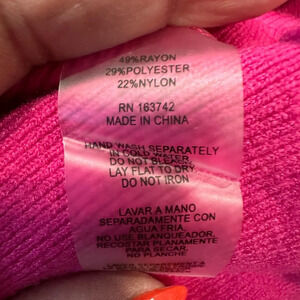 49%RAYON
29%POLYESTER
22%NYLON
RN 163742
MADE IN CHINA
HAND WASH SEPARATELY
IN COLD WATER
DO NOT BLEACH
LAY FLAT TO DRY
DO NOT IRON
LAVAR A MANO
SEPARADAMENTE CON
AGUA FRIA,
NO USE BLANQUEADOR,
RECOSTAR PLANAMENTE
PARA SECAR,
NO PLANCHE